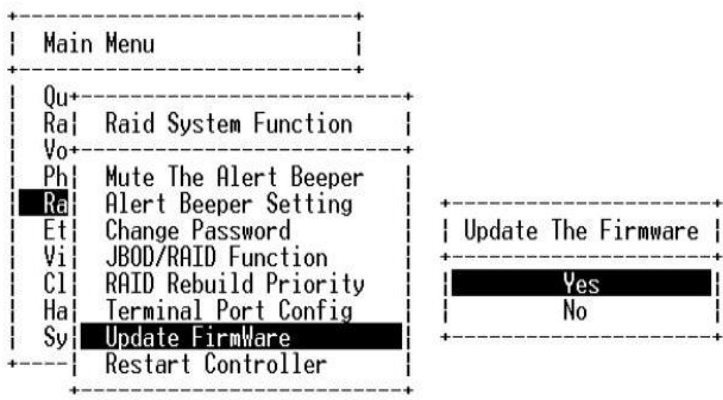 Main Menu
Qu
Ra
Raid System Function
Vo
Ph
Mute The Alert Beeper
Ra
Alert Beeper Setting
Et
Change Password
Update The Firmware
Vi
JBOD/RAID Function
Cl
RAID Rebuild Priority
Yes
Ha
Terminal Port Config
No
Sy
Update FirmWare
Restart Controller